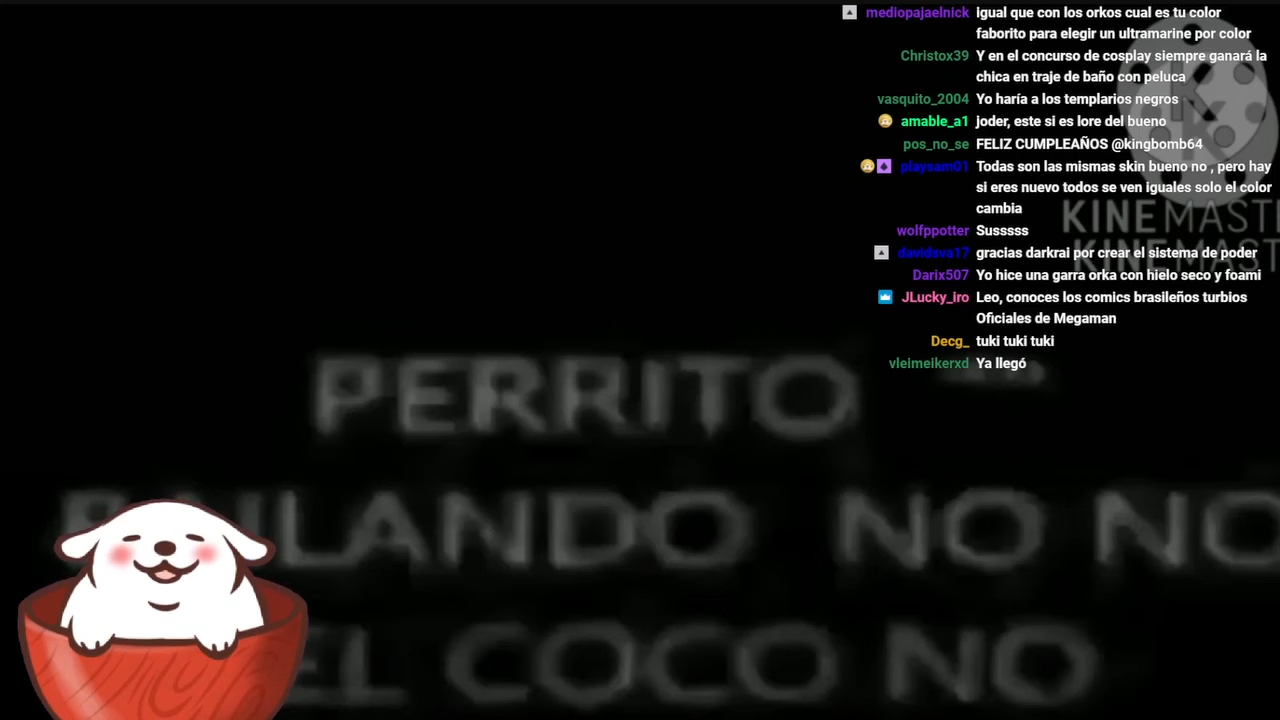 mediopajaelnick igual que con los orkos cual es tu color
faborito para elegir un ultramarine por color
Christox39 Y en el concurso de cosplay siempre ganará la
chica en traje de baño con peluca
vasquito_2004 Yo haría a los templarios negros
amable_a1 joder, este si es lore del bueno
pos_no_se FELIZ CUMPLEAÑOS @kingbomb64
playsam01 Todas son las mismas skin bueno no , pero hay
si eres nuevo todos se ven iguales solo el color
cambia
KINEMAST
wolfppotter Susssss
davidsva17 gracias darkrai por crear el sistema de poder
KINEMAST
Darix507 Yo hice una garra orka con hielo seco y foami
JLucky_iro Leo, conoces los comics brasileños turbios
Oficiales de Megaman
Decg_ tuki tuki tuki
vleimeikerxd Ya llegó
PERRITO
BAILANDO NO NO
EL COCO NO